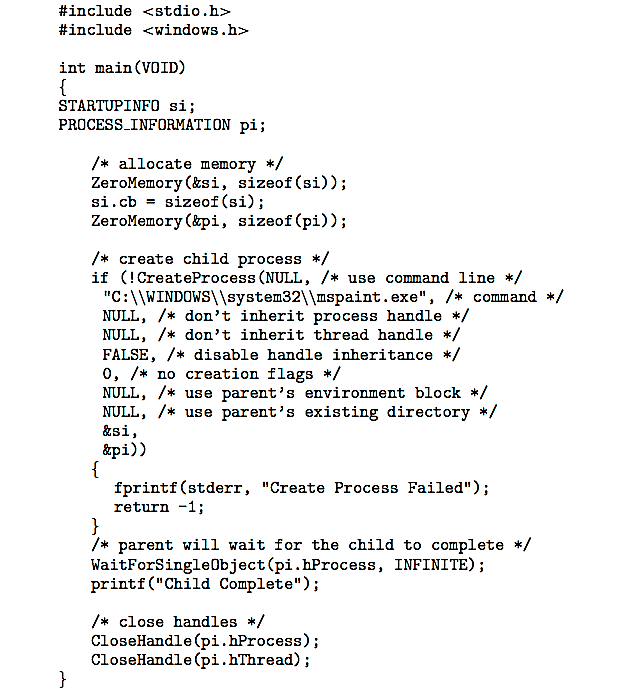 #include <stdio.h>
#include <windows.h>
int main(VOID)
{
STARTUPINFO si;
PROCESS_INFORMATION pi;
/* allocate memory */
ZeroMemory(&si, sizeof(si));
si.cb = sizeof(si);
ZeroMemory(&pi, sizeof(pi));
/* create child process */
if (!CreateProcess(NULL, /* use command line */
"C:\\WINDOWS\\system32\\mspaint.exe", /* command */
NULL, /* don't inherit process handle */
NULL, /* don't inherit thread handle */
FALSE, /* disable handle inheritance */
0, /* no creation flags */
NULL, /* use parent's environment block */
NULL, /* use parent's existing directory */
&si,
&pi))
{
fprintf(stderr, "Create Process Failed");
return -1;
}
/* parent will wait for the child to complete */
WaitForSingleObject(pi.hProcess, INFINITE);
printf("Child Complete");
/* close handles */
CloseHandle(pi.hProcess);
CloseHandle(pi.hThread);
}